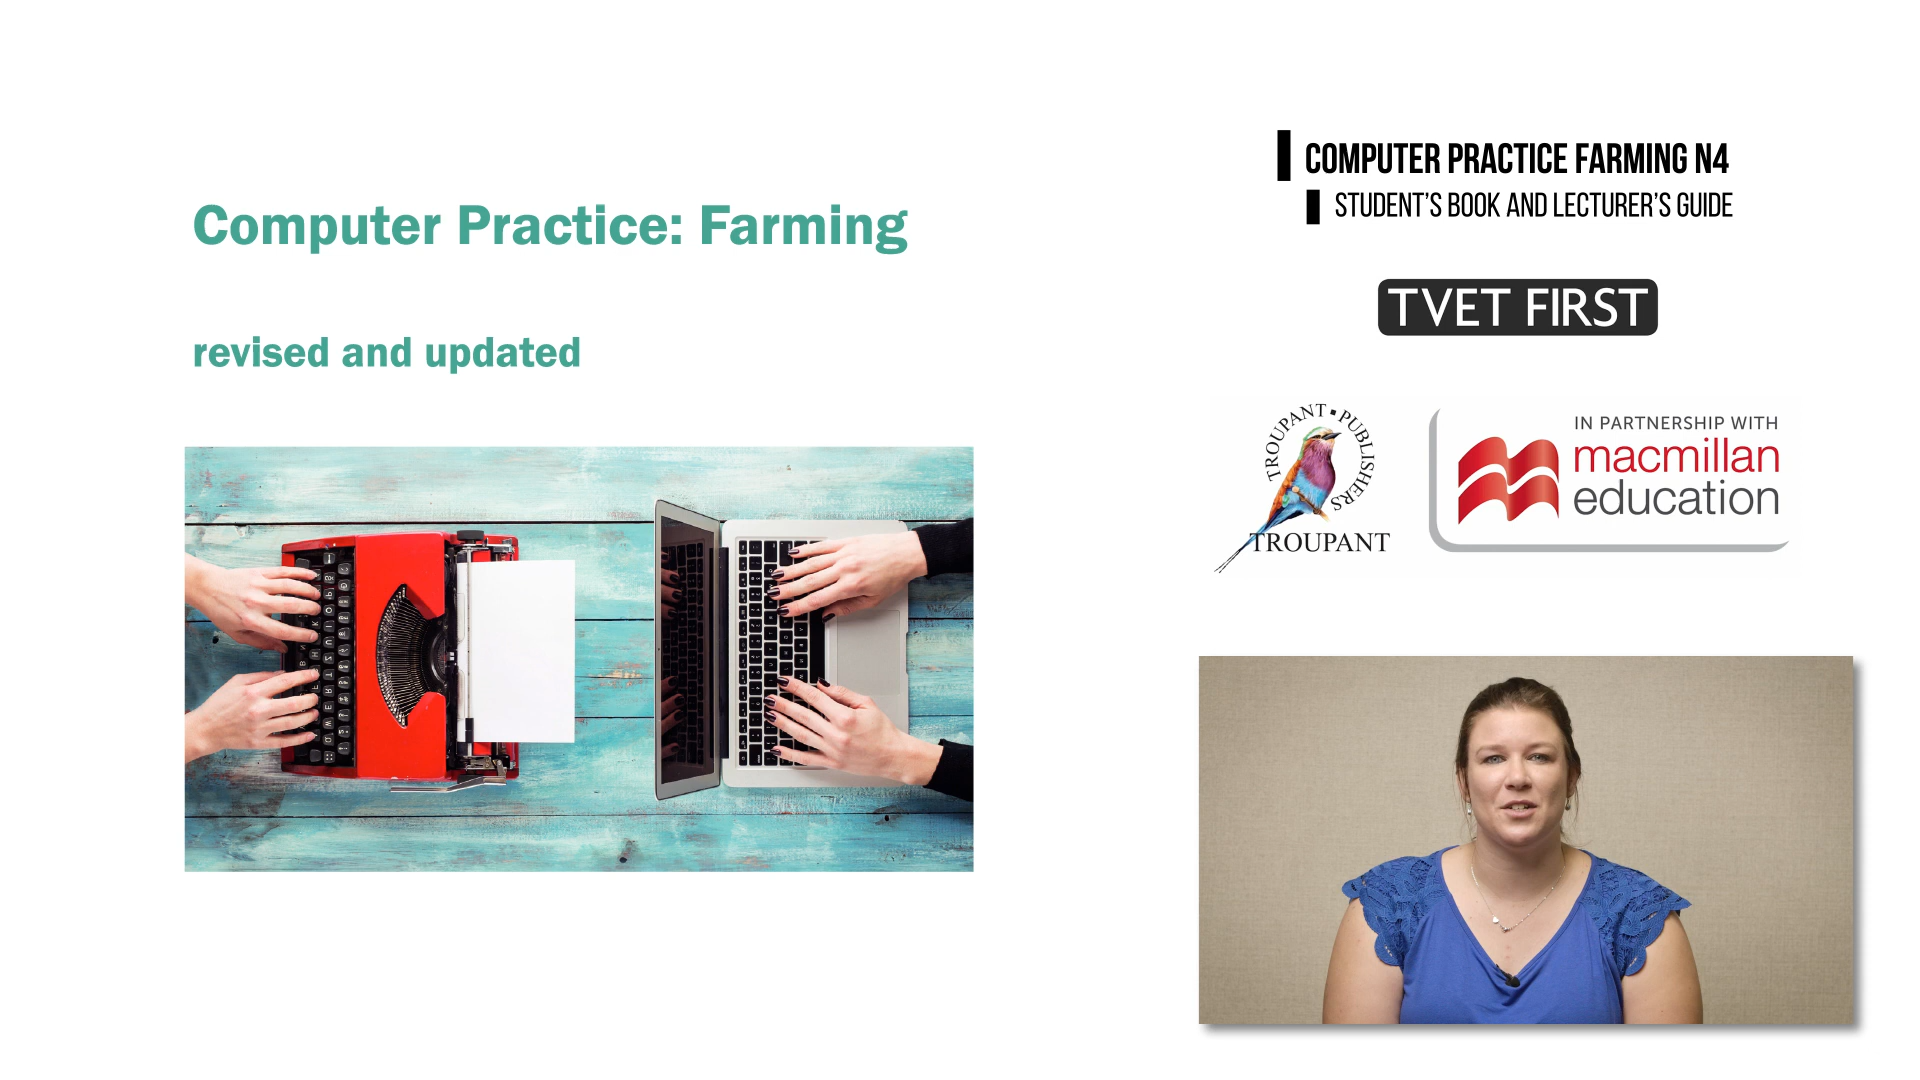 Computer Practice: Farming
revised and updated
COMPUTER PRACTICE FARMING N4
STUDENT'S BOOK AND LECTURER'S GUIDE
TVET FIRST
TROUPANT ▪ PUBLISHERS
TROUPANT
IN PARTNERSHIP WITH
macmillan
education